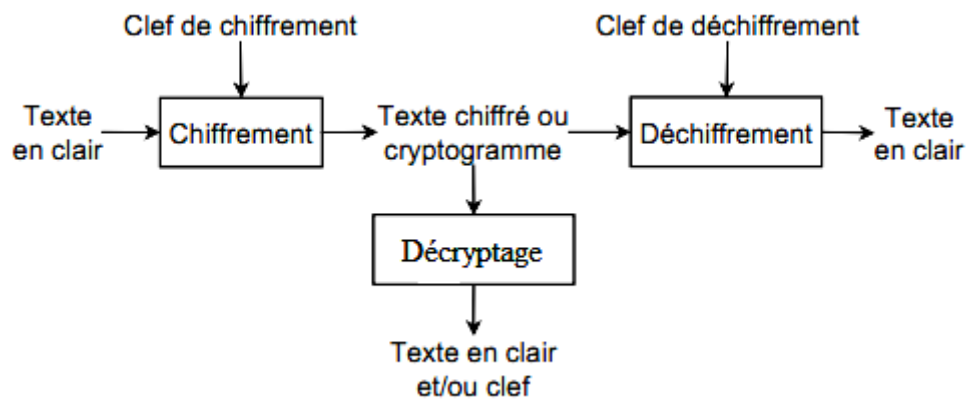 Clef de chiffrement
Clef de déchiffrement
Texte
en clair
Chiffrement
Texte chiffré ou
cryptogramme
Déchiffrement
Texte
en clair
Décryptage
Texte en clair
et/ou clef